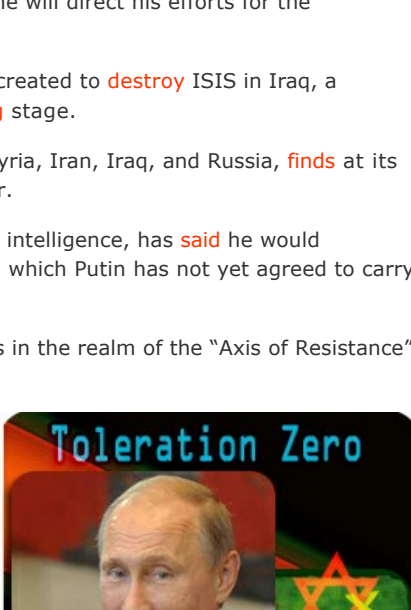 he will direct his efforts for the
created to destroy ISIS in Iraq, a
stage.
yria, Iran, Iraq, and Russia, finds at its
r.
intelligence, has said he would
which Putin has not yet agreed to carry
s in the realm of the “Axis of Resistance”
Toleration Zero